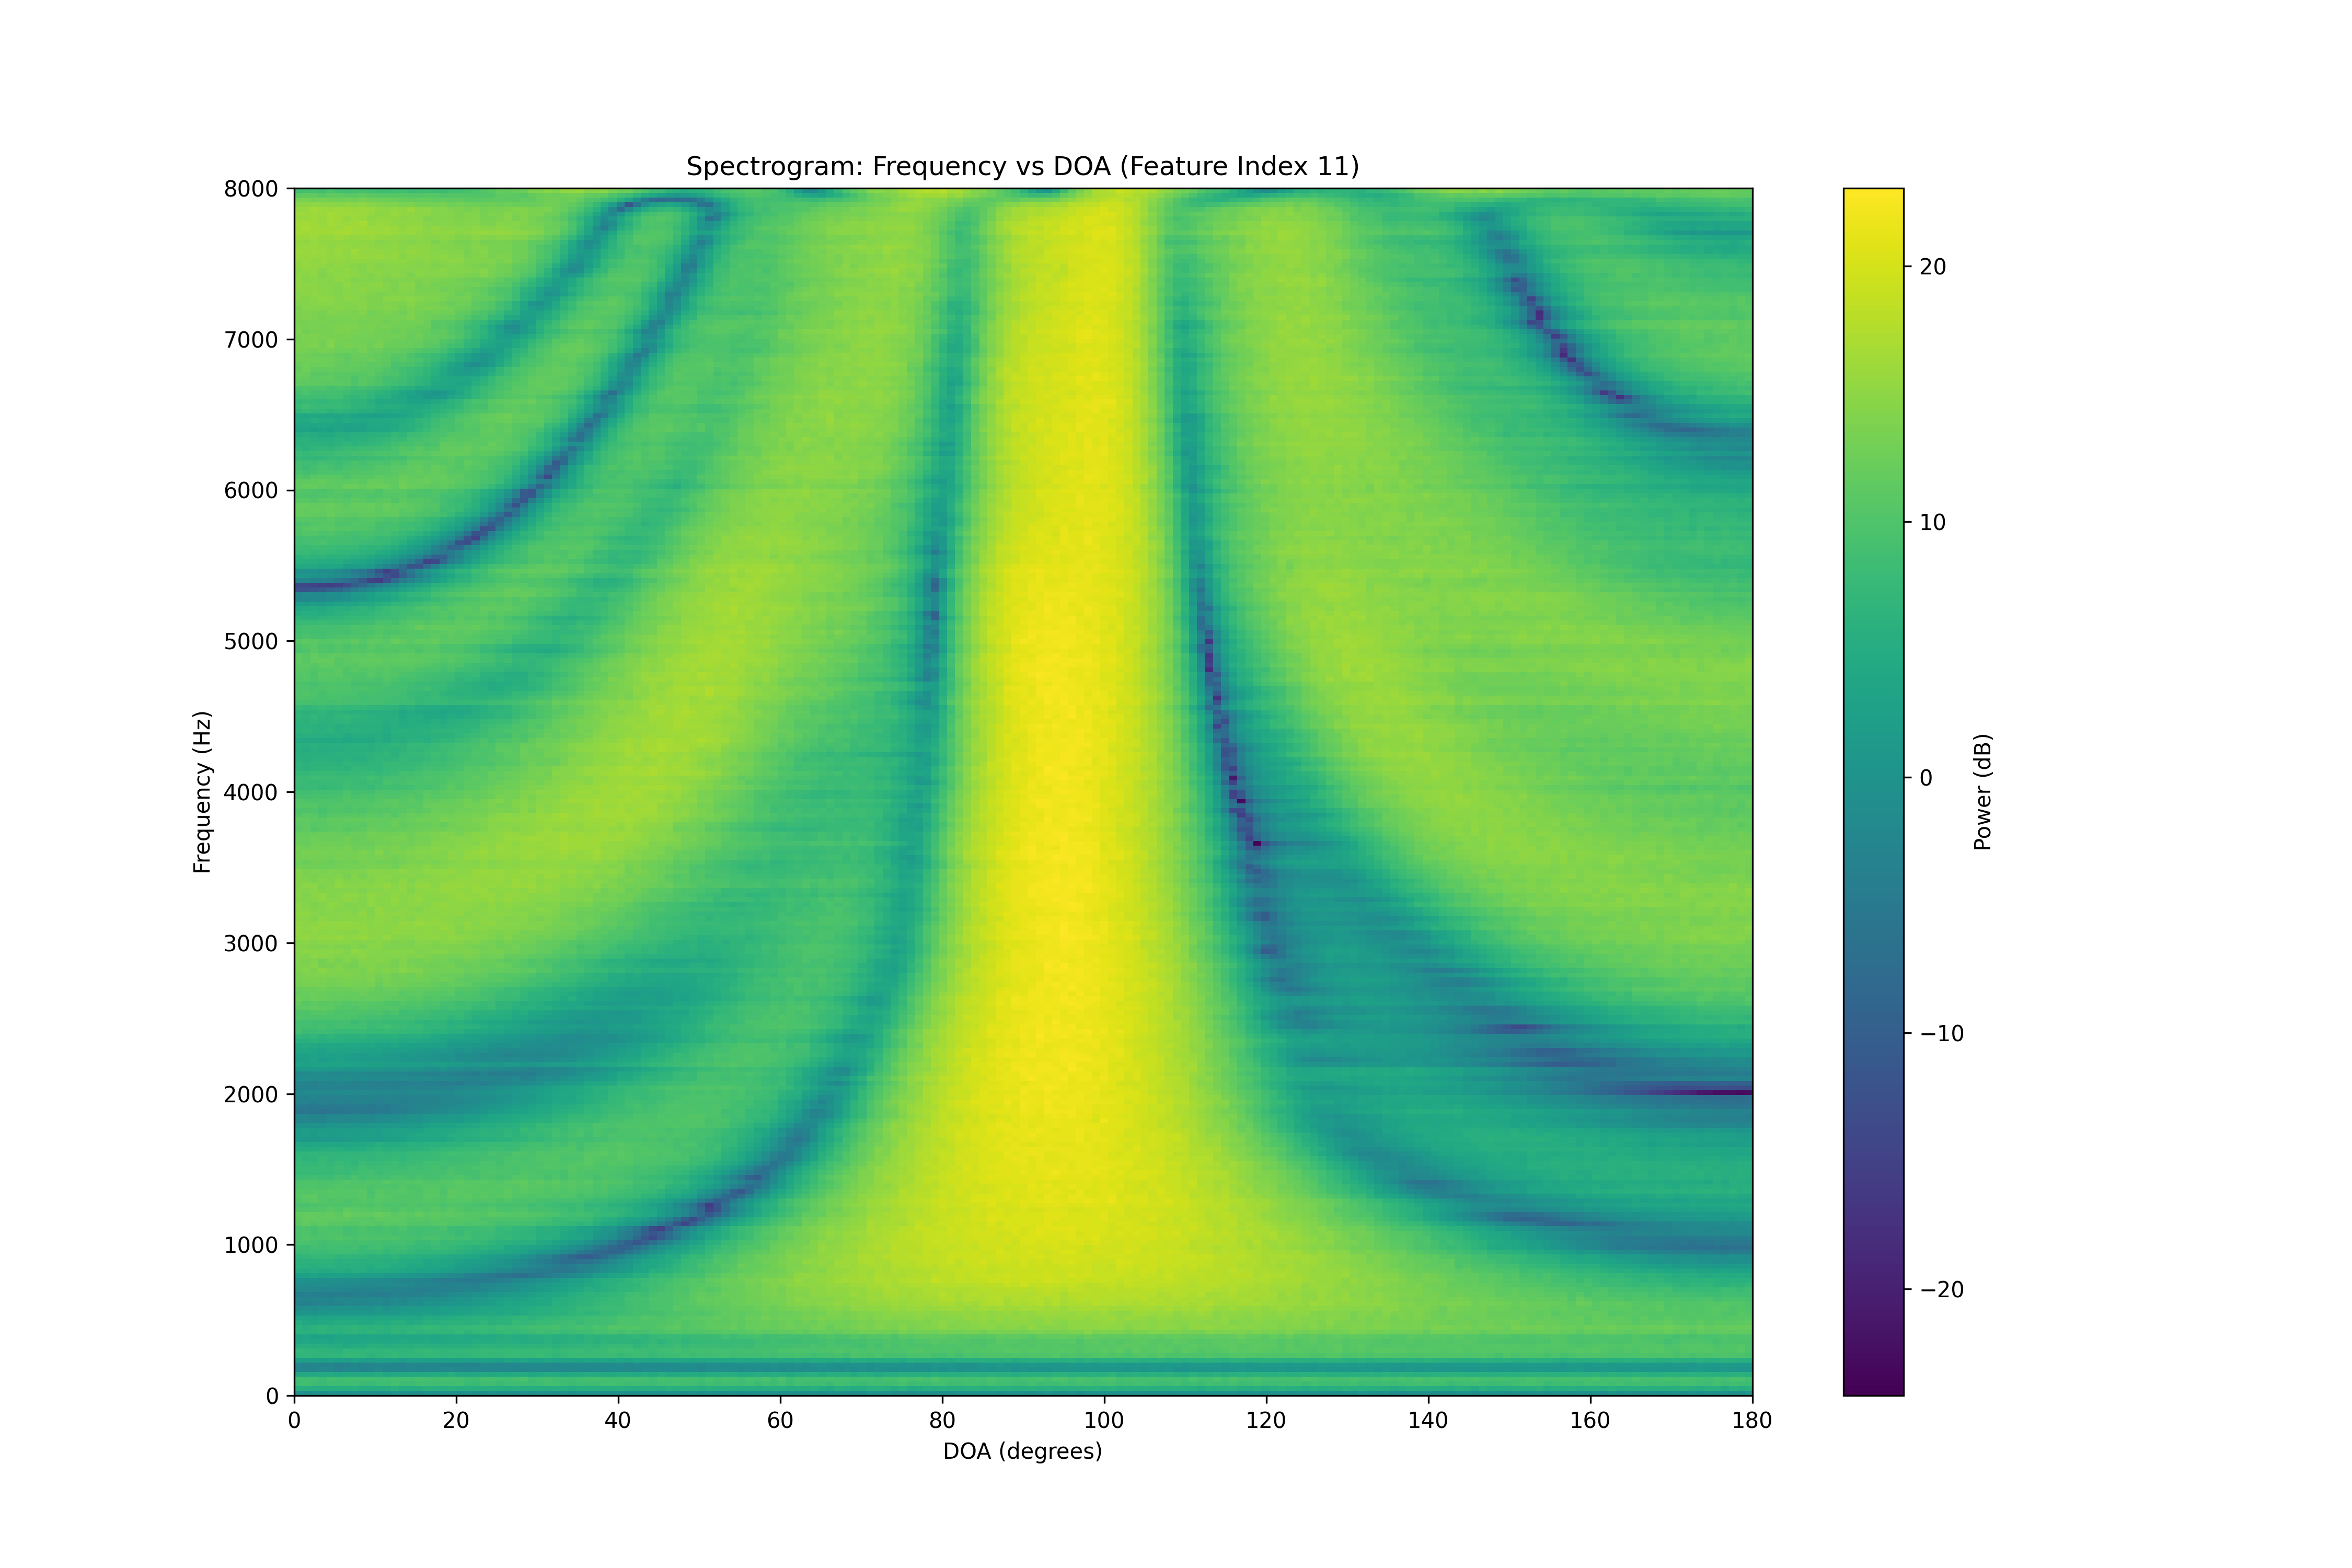 Spectrogram: Frequency vs DOA (Feature Index 11)
8000
7000
6000
5000
4000
3000
2000
1000
0
Frequency (Hz)
0 20 40 60 80 100 120 140 160 180
DOA (degrees)
20
10
0
−10
−20
Power (dB)